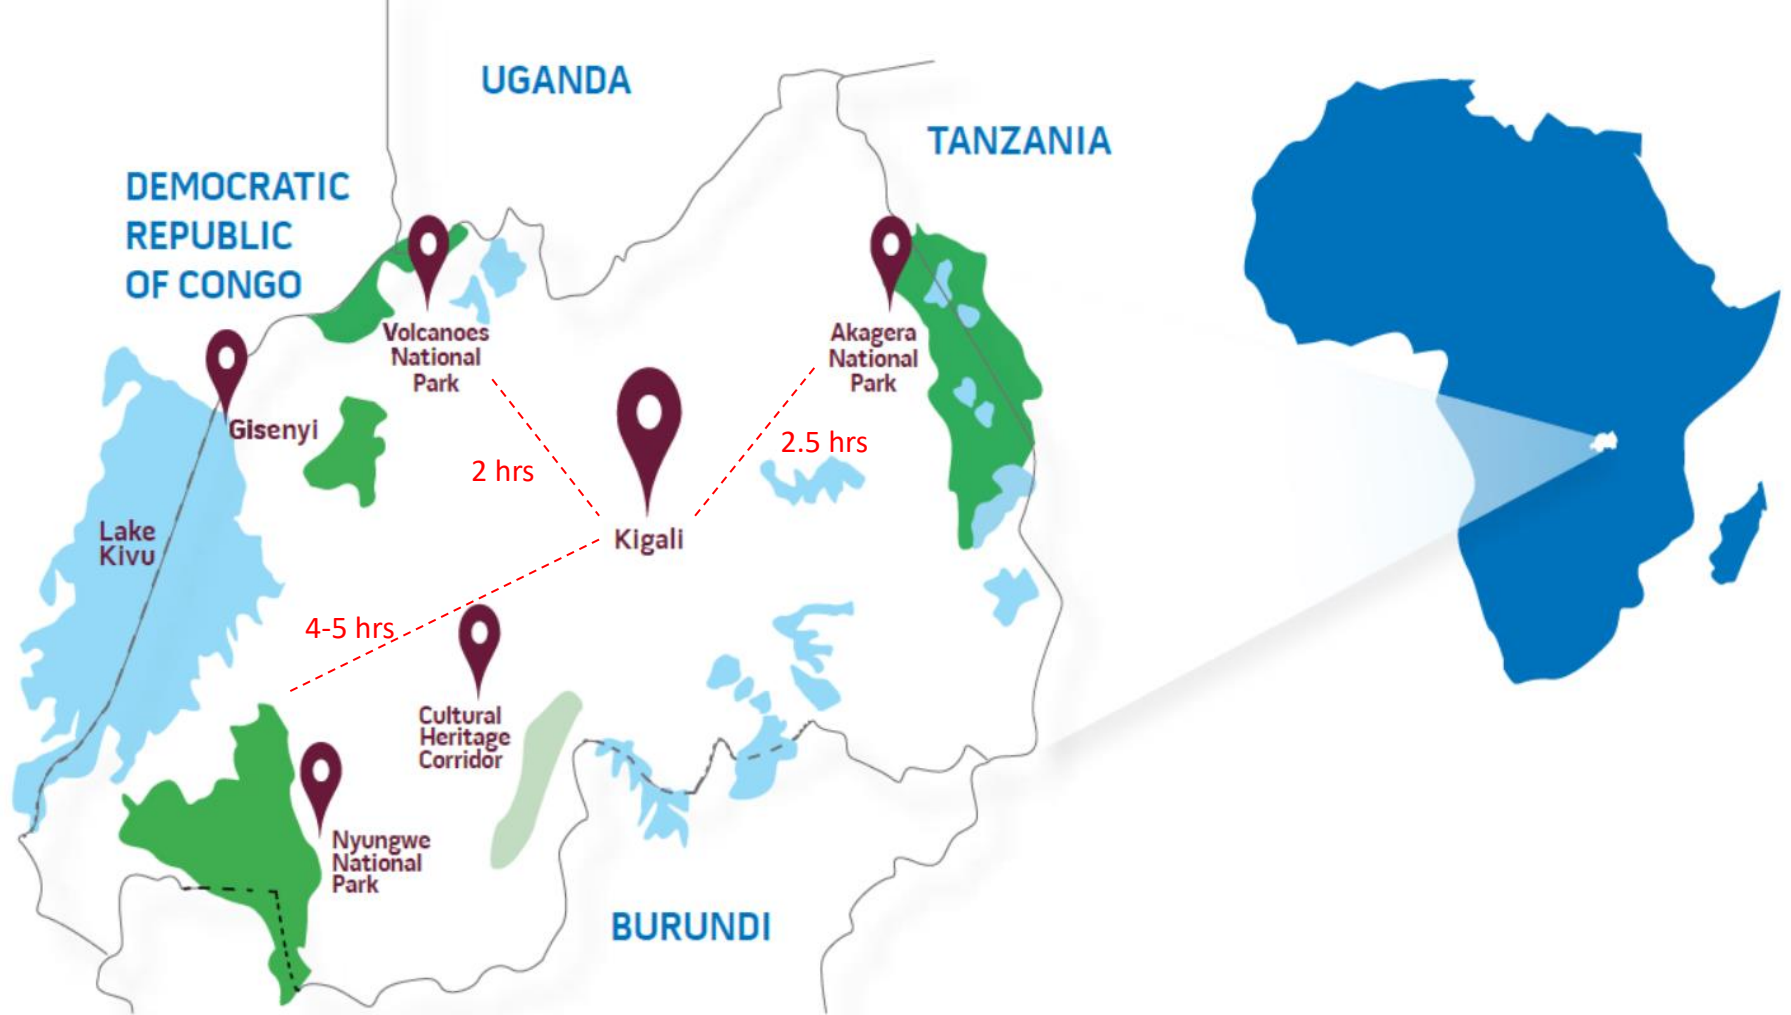 UGANDA
TANZANIA
DEMOCRATIC
REPUBLIC
OF CONGO
Volcanoes
National
Park
Akagera
National
Park
Gisenyi
2.5 hrs
2 hrs
Lake
Kivu
Kigali
4-5 hrs
Cultural
Heritage
Corridor
Nyungwe
National
Park
BURUNDI